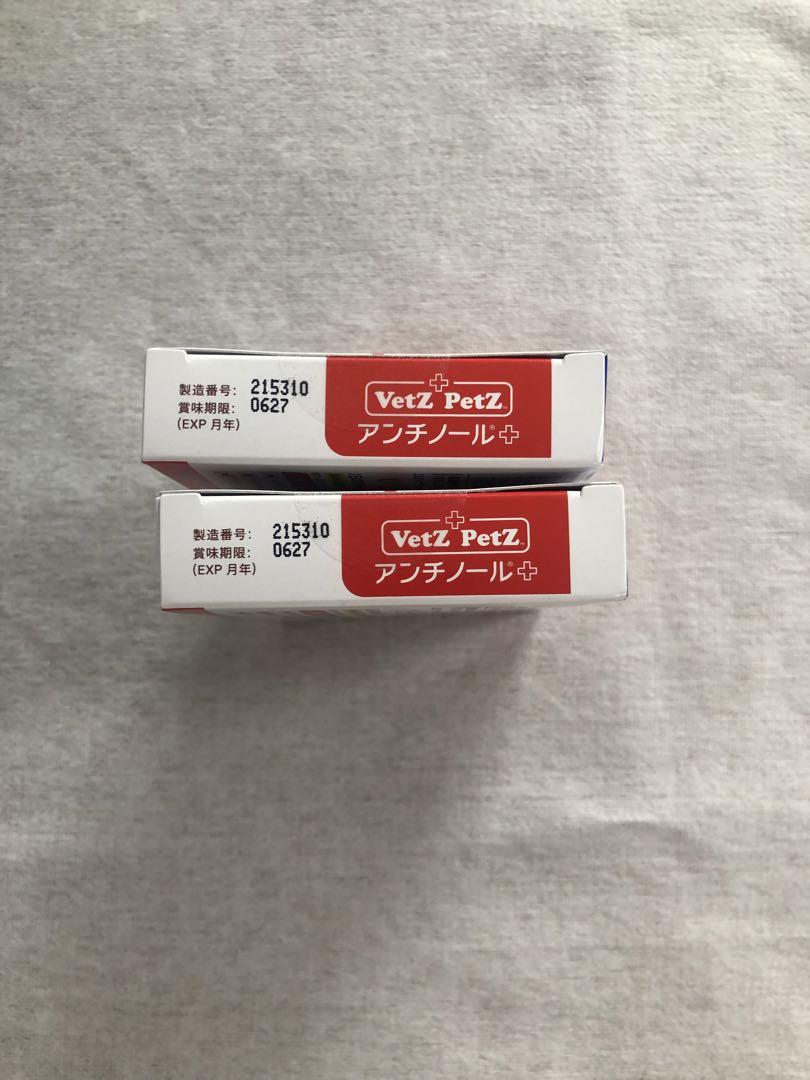 製造番号: 215310
賞味期限: 0627
(EXP 月年)
VetZ PetZ™
アンチノール®
製造番号: 215310
賞味期限: 0627
(EXP 月年)
VetZ PetZ™
アンチノール®